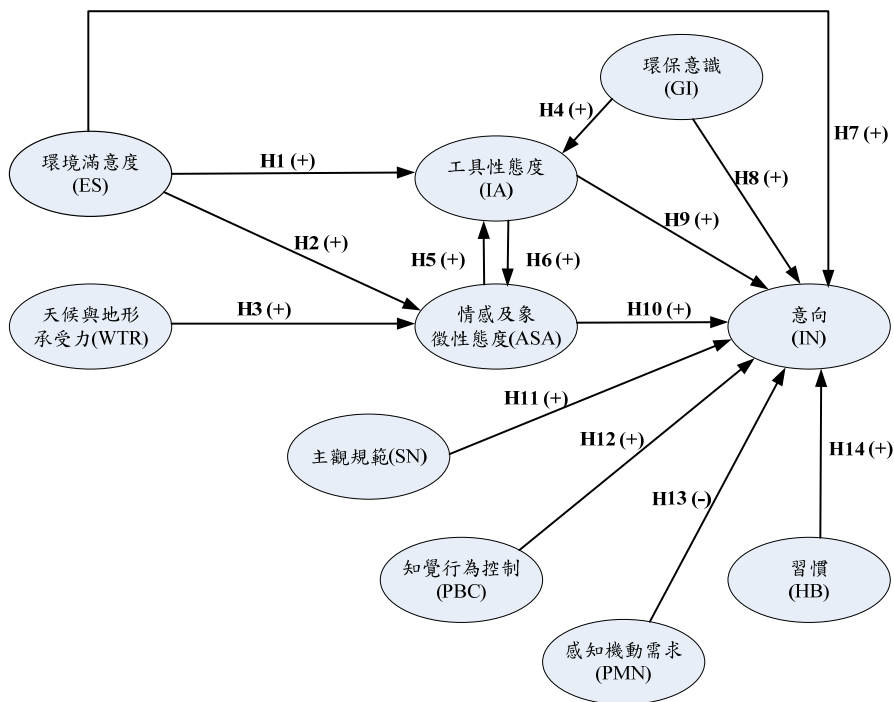 環保意識
(GI)
H4 (+)
H7 (+)
環境滿意度
(ES)
H1 (+)
工具性態度
(IA)
H8 (+)
H9 (+)
H2 (+)
H5 (+)
H6 (+)
天候與地形
承受力(WTR)
H3 (+)
情感及象
徵性態度(ASA)
H10 (+)
意向
(IN)
H11 (+)
主觀規範(SN)
H12 (+)
H14 (+)
H13 (-)
知覺行為控制
(PBC)
習慣
(HB)
感知機動需求
(PMN)